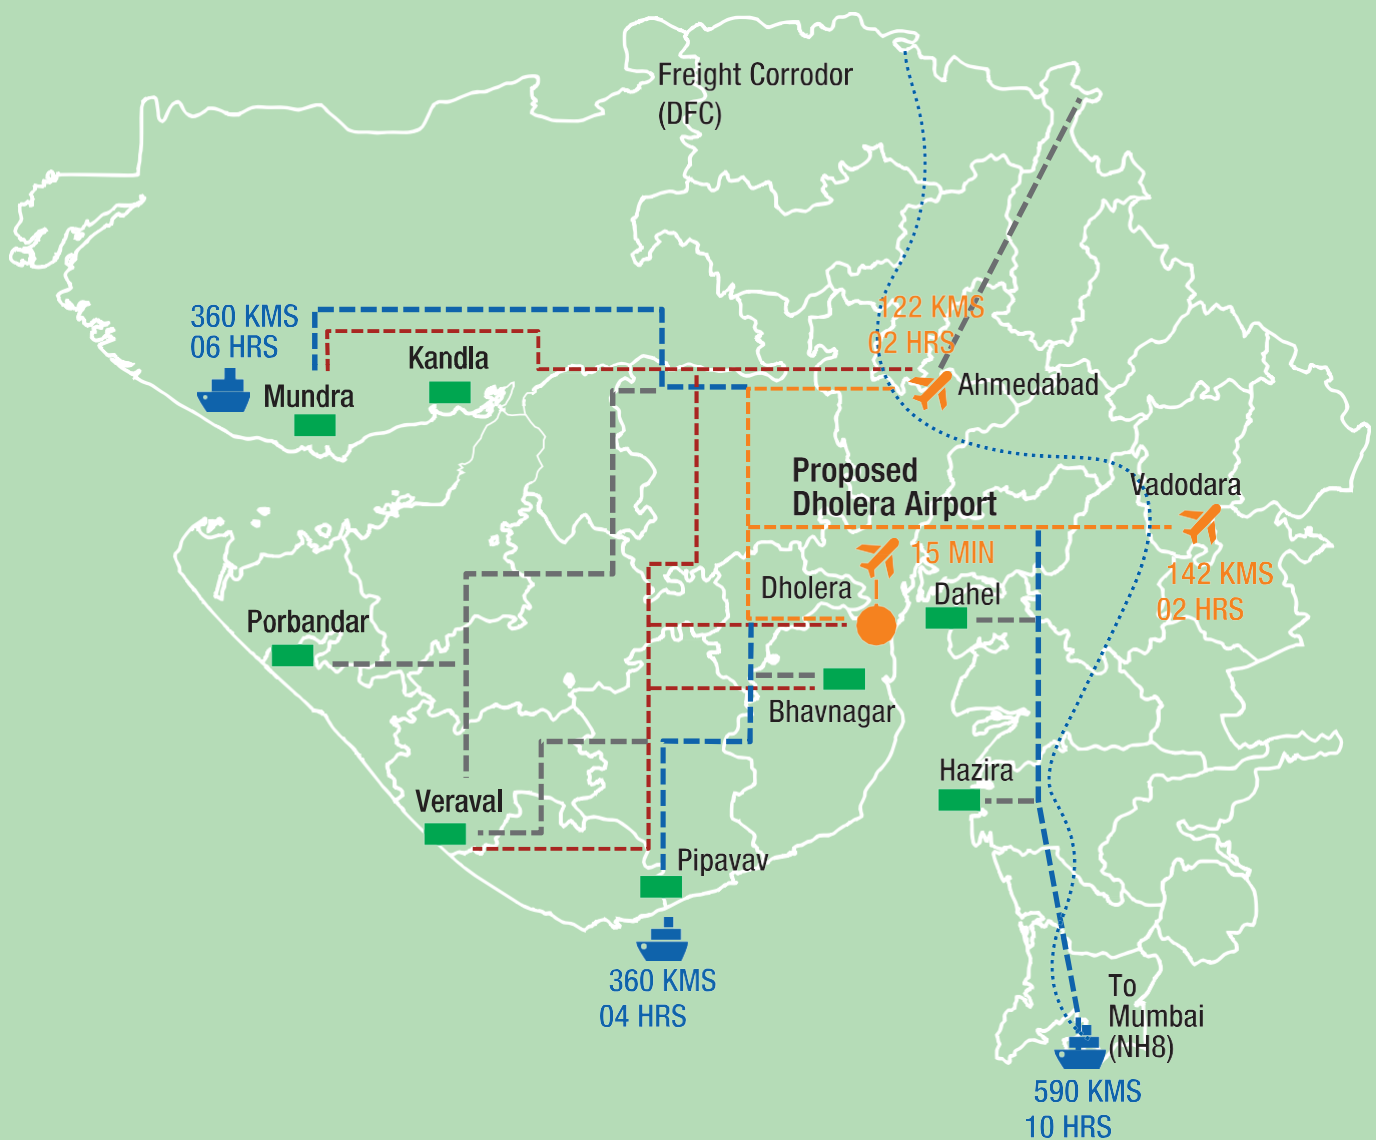 Freight Corrodor
(DFC)
360 KMS
06 HRS
Mundra
Kandla
122 KMS
02 HRS
Ahmedabad
Proposed
Dholera Airport
Vadodara
15 MIN
142 KMS
02 HRS
Dholera
Dahel
Porbandar
Bhavnagar
Hazira
Veraval
Pipavav
360 KMS
04 HRS
To
Mumbai
(NH8)
590 KMS
10 HRS